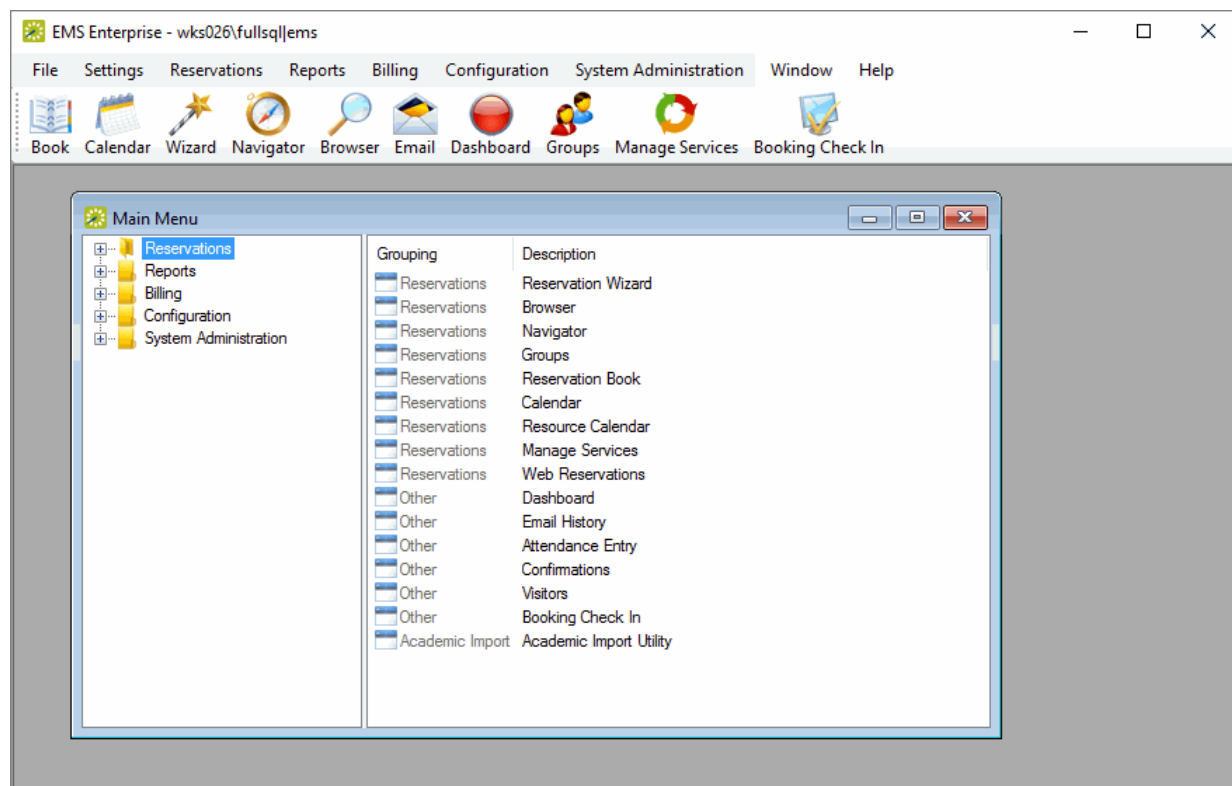 EMS Enterprise - wks026\fullsql|ems
File Settings Reservations Reports Billing Configuration System Administration Window Help
Book Calendar Wizard Navigator Browser Email Dashboard Groups Manage Services Booking Check In
Main Menu
Reservations
Reports
Billing
Configuration
System Administration
Grouping Description
Reservations Reservation Wizard
Reservations Browser
Reservations Navigator
Reservations Groups
Reservations Reservation Book
Reservations Calendar
Reservations Resource Calendar
Reservations Manage Services
Reservations Web Reservations
Other Dashboard
Other Email History
Other Attendance Entry
Other Confirmations
Other Visitors
Other Booking Check In
Academic Import Academic Import Utility